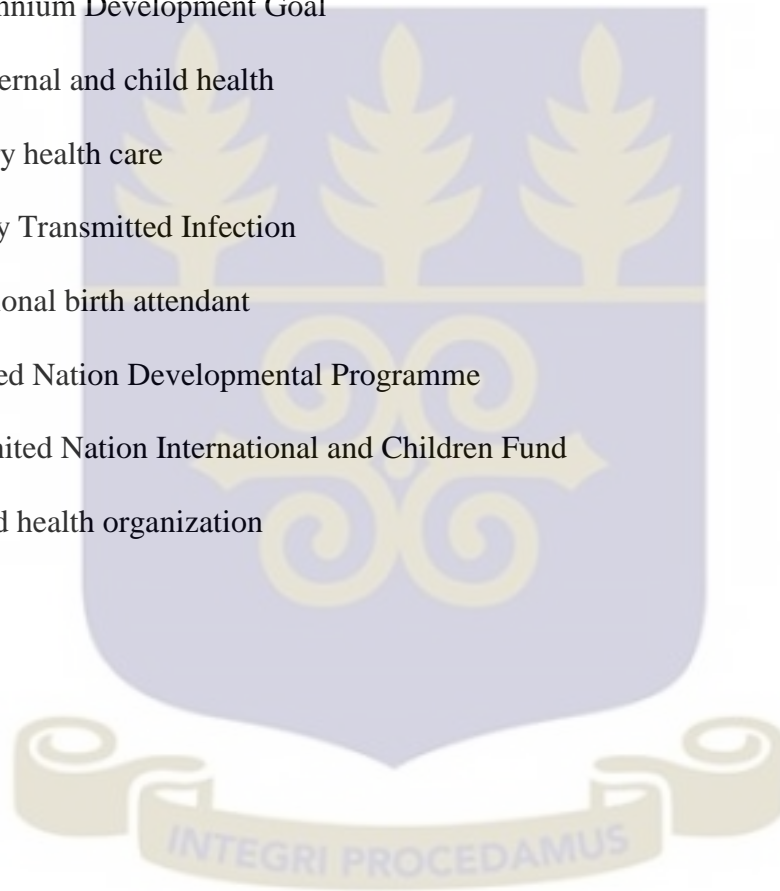 nnium Development Goal
ernal and child health
y health care
y Transmitted Infection
ional birth attendant
ed Nation Developmental Programme
nited Nation International and Children Fund
d health organization
INTEGRI PROCEDAMUS